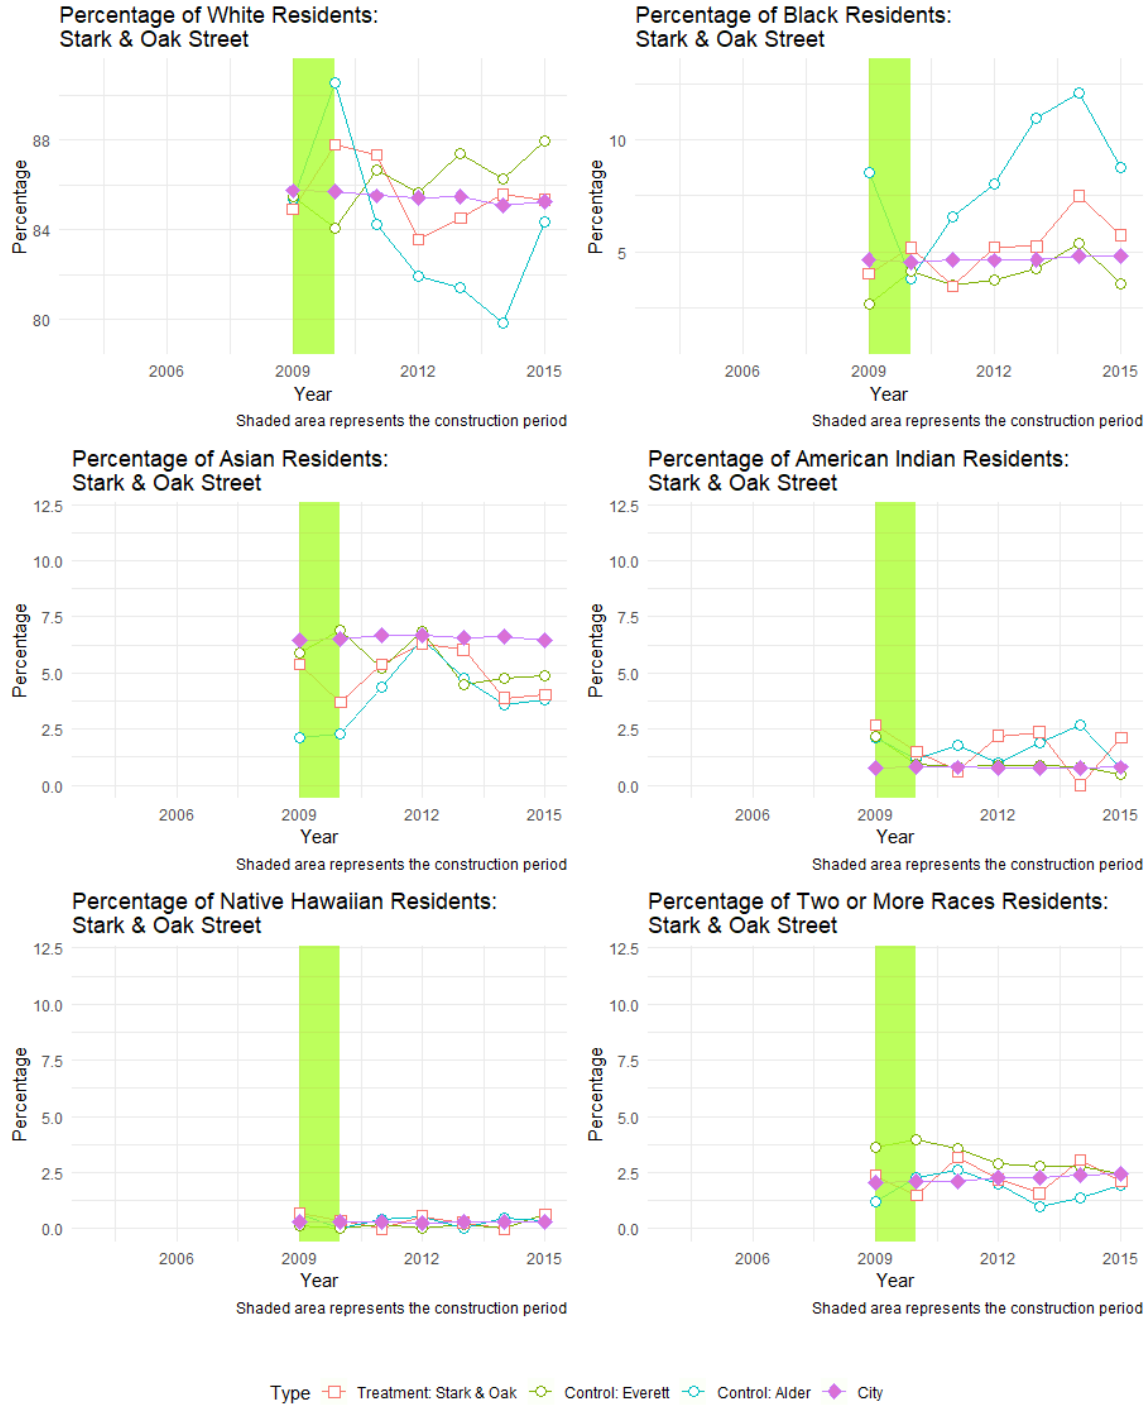 Percentage of White Residents:
Stark & Oak Street
88
84
80
Percentage
2006 2009 2012 2015
Year
Shaded area represents the construction period
Percentage of Black Residents:
Stark & Oak Street
10
5
Percentage
2006 2009 2012 2015
Year
Shaded area represents the construction period
Percentage of Asian Residents:
Stark & Oak Street
12.5
10.0
7.5
5.0
2.5
0.0
Percentage
2006 2009 2012 2015
Year
Shaded area represents the construction period
Percentage of American Indian Residents:
Stark & Oak Street
12.5
10.0
7.5
5.0
2.5
0.0
Percentage
2006 2009 2012 2015
Year
Shaded area represents the construction period
Percentage of Native Hawaiian Residents:
Stark & Oak Street
12.5
10.0
7.5
5.0
2.5
0.0
Percentage
2006 2009 2012 2015
Year
Shaded area represents the construction period
Percentage of Two or More Races Residents:
Stark & Oak Street
12.5
10.0
7.5
5.0
2.5
0.0
Percentage
2006 2009 2012 2015
Year
Shaded area represents the construction period
Type Treatment: Stark & Oak Control: Everett Control: Alder City